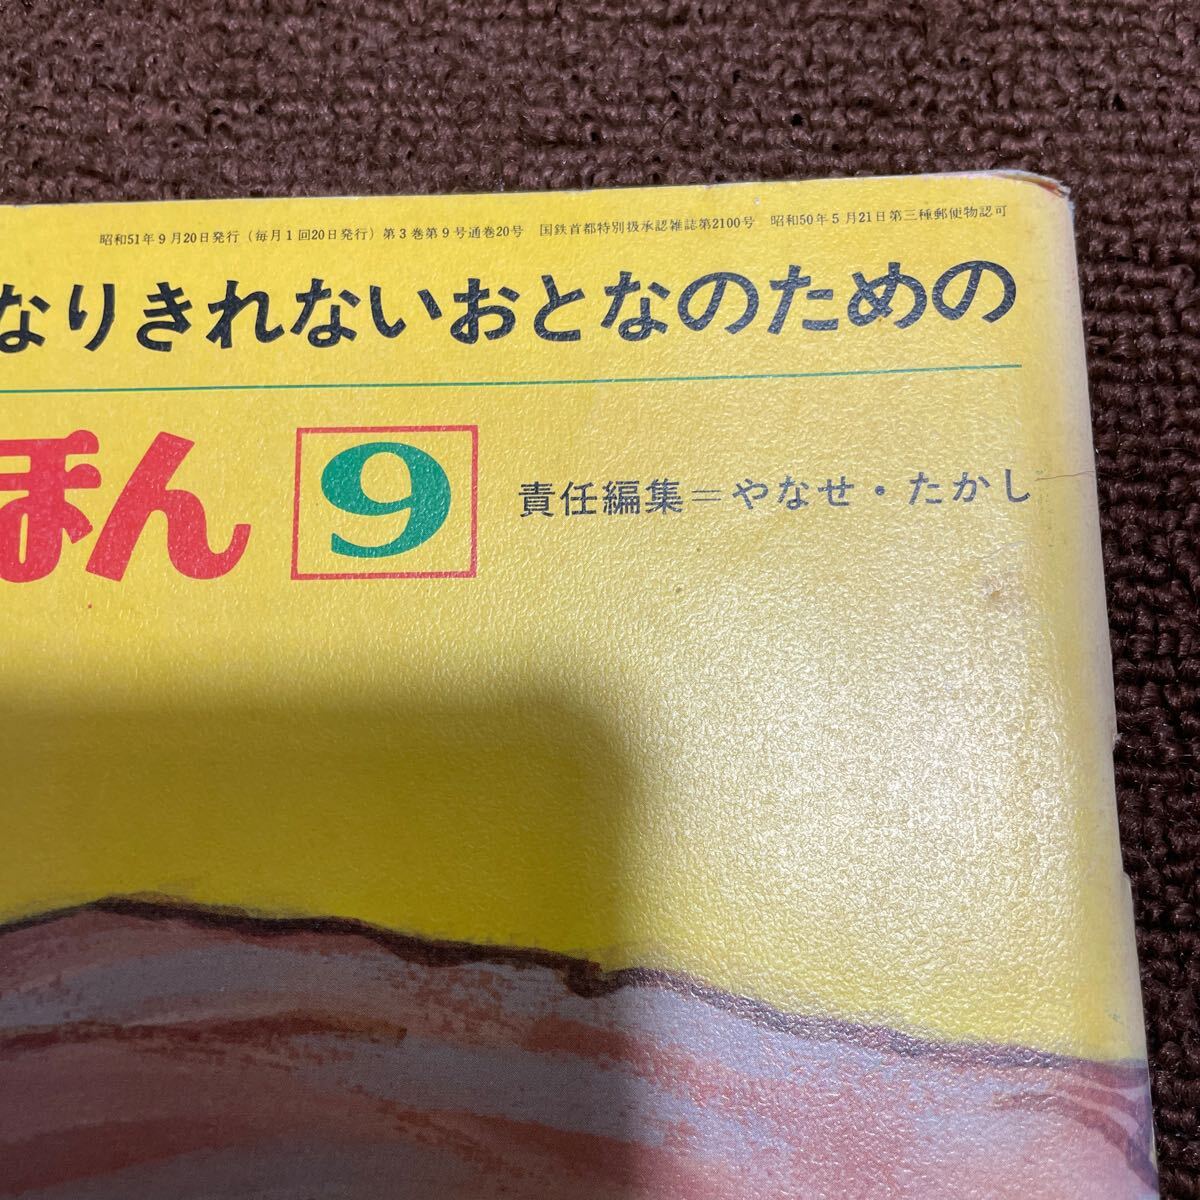 昭和51年9月20日発行（毎月1回20日発行）第3巻第9号通巻20号　国鉄首都特別扱承認雑誌第2100号　昭和50年5月21日第三種郵便物認可
なりきれないおとなのための
ほん 9 責任編集＝やなせ・たかし